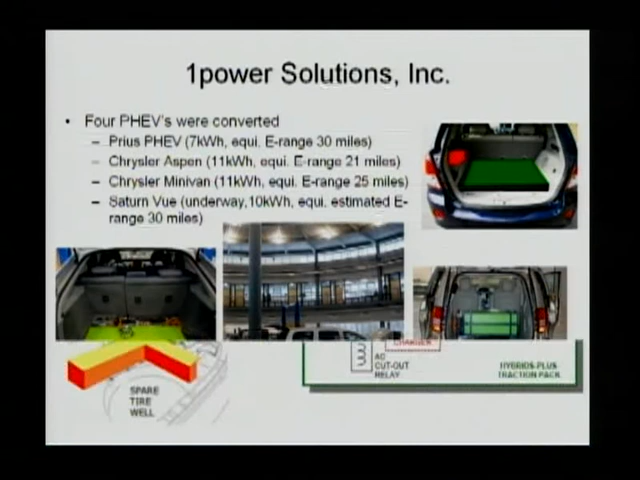 1power Solutions, Inc.
• Four PHEV's were converted
– Prius PHEV (7kWh, equi. E-range 30 miles)
– Chrysler Aspen (11kWh, equi. E-range 21 miles)
– Chrysler Minivan (11kWh, equi. E-range 25 miles)
– Saturn Vue (underway,10kWh, equi. estimated E-
range 30 miles)
CHARGER
AC
CUT-OUT
RELAY
HYBRIDS-PLUS
TRACTION PACK
SPARE
TIRE
WELL